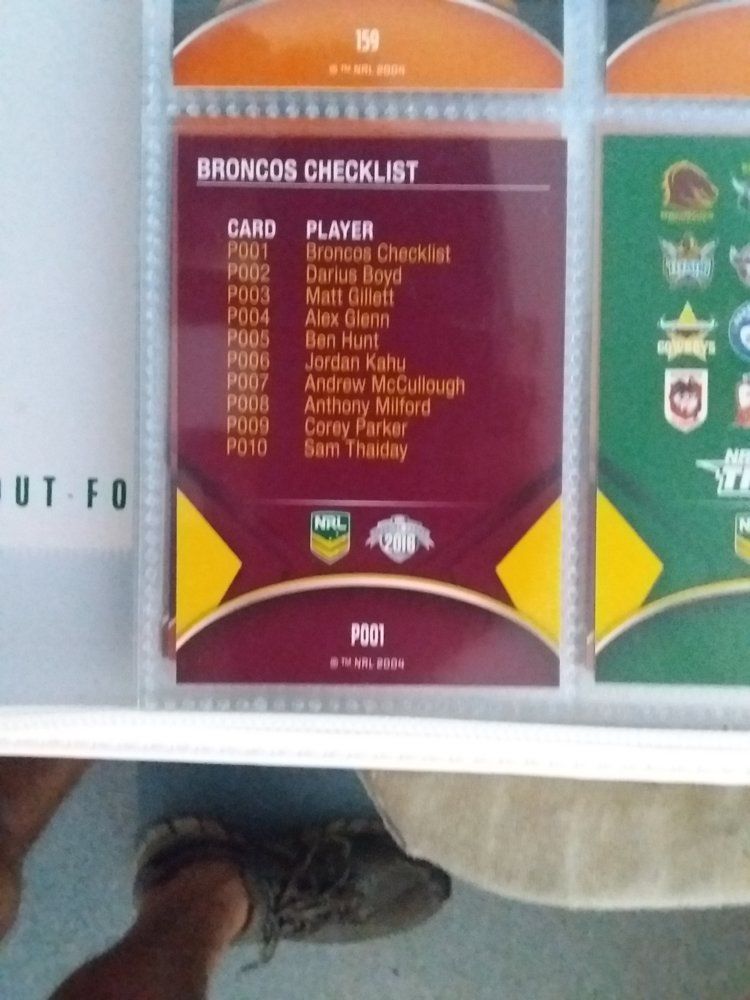 159
© ™ NRL 2004
BRONCOS CHECKLIST
CARD PLAYER
P001 Broncos Checklist
P002 Darius Boyd
P003 Matt Gillett
P004 Alex Glenn
P005 Ben Hunt
P006 Jordan Kahu
P007 Andrew McCullough
P008 Anthony Milford
P009 Corey Parker
P010 Sam Thaiday
NRL
2016
P001
© ™ NRL 2004
OUT-FO
TITANS
COWBOYS